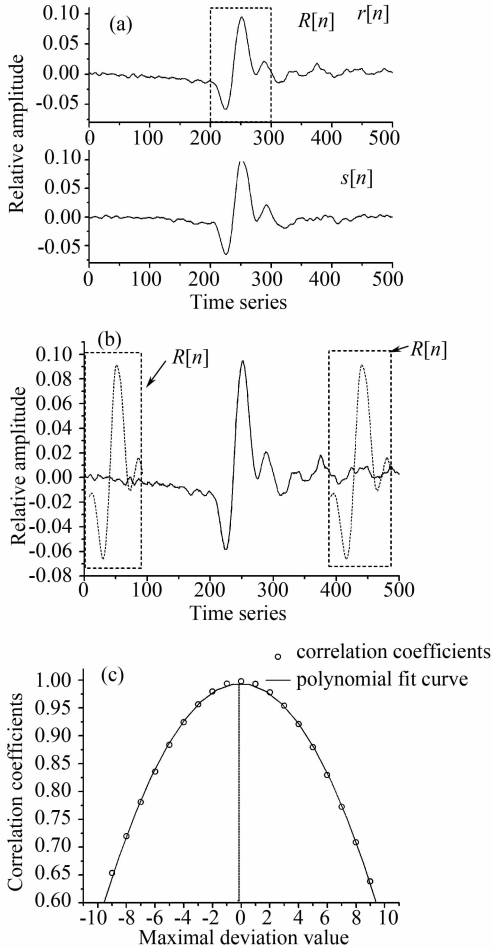 (a)
R[n]
r[n]
0.10
0.05
0.00
-0.05
0 100 200 300 400 500
Relative amplitude
s[n]
0.10
0.05
0.00
-0.05
0 100 200 300 400 500
Time series
(b)
R[n]
R[n]
0.10
0.08
0.06
0.04
0.02
0.00
-0.02
-0.04
-0.06
-0.08
Relative amplitude
0 100 200 300 400 500
Time series
correlation coefficients
polynomial fit curve
(c)
1.00
0.95
0.90
0.85
0.80
0.75
0.70
0.65
0.60
Correlation coefficients
-10 -8 -6 -4 -2 0 2 4 6 8 10
Maximal deviation value